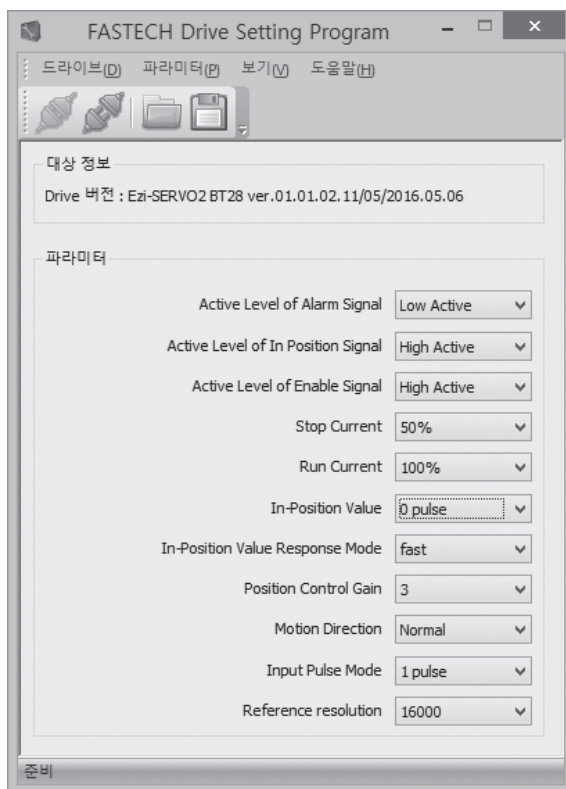 FASTECH Drive Setting Program
드라이브(D) 파라미터(P) 보기(V) 도움말(H)
대상 정보
Drive 버전 : Ezi-SERVO2 BT28 ver.01.01.02.11/05/2016.05.06
파라미터
Active Level of Alarm Signal Low Active
Active Level of In Position Signal High Active
Active Level of Enable Signal High Active
Stop Current 50%
Run Current 100%
In-Position Value 0 pulse
In-Position Value Response Mode fast
Position Control Gain 3
Motion Direction Normal
Input Pulse Mode 1 pulse
Reference resolution 16000
준비